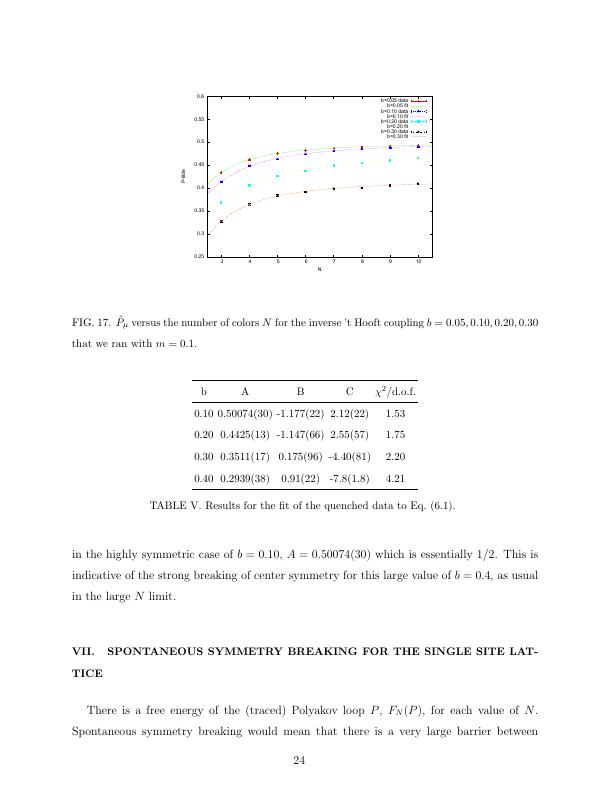 0.6
0.55
0.5
0.45
0.4
0.35
0.3
0.25
P-tilde
3 4 5 6 7 8 9 10
N
b=0.05 data
b=0.05 fit
b=0.10 data
b=0.10 fit
b=0.20 data
b=0.20 fit
b=0.30 data
b=0.30 fit
FIG. 17. P̃μ versus the number of colors N for the inverse 't Hooft coupling b = 0.05, 0.10, 0.20, 0.30
that we ran with m = 0.1.
b A B C χ²/d.o.f.
0.10 0.50074(30) -1.177(22) 2.12(22) 1.53
0.20 0.4425(13) -1.147(66) 2.55(57) 1.75
0.30 0.3511(17) 0.175(96) -4.40(81) 2.20
0.40 0.2939(38) 0.91(22) -7.8(1.8) 4.21
TABLE V. Results for the fit of the quenched data to Eq. (6.1).
in the highly symmetric case of b = 0.10, A = 0.50074(30) which is essentially 1/2. This is
indicative of the strong breaking of center symmetry for this large value of b = 0.4, as usual
in the large N limit.
VII. SPONTANEOUS SYMMETRY BREAKING FOR THE SINGLE SITE LAT-
TICE
There is a free energy of the (traced) Polyakov loop P, F_N(P), for each value of N.
Spontaneous symmetry breaking would mean that there is a very large barrier between
24